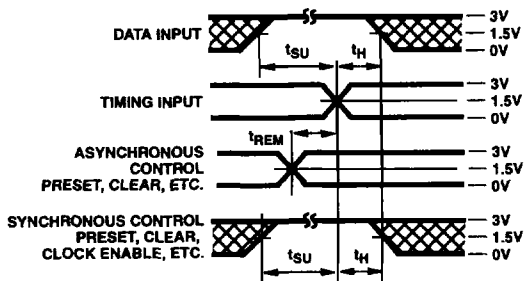 3V
DATA INPUT
1.5V
0V
tSU
tH
3V
TIMING INPUT
1.5V
0V
tREM
ASYNCHRONOUS
CONTROL
PRESET, CLEAR, ETC.
3V
1.5V
0V
SYNCHRONOUS CONTROL
PRESET, CLEAR,
CLOCK ENABLE, ETC.
3V
1.5V
0V
tSU
tH